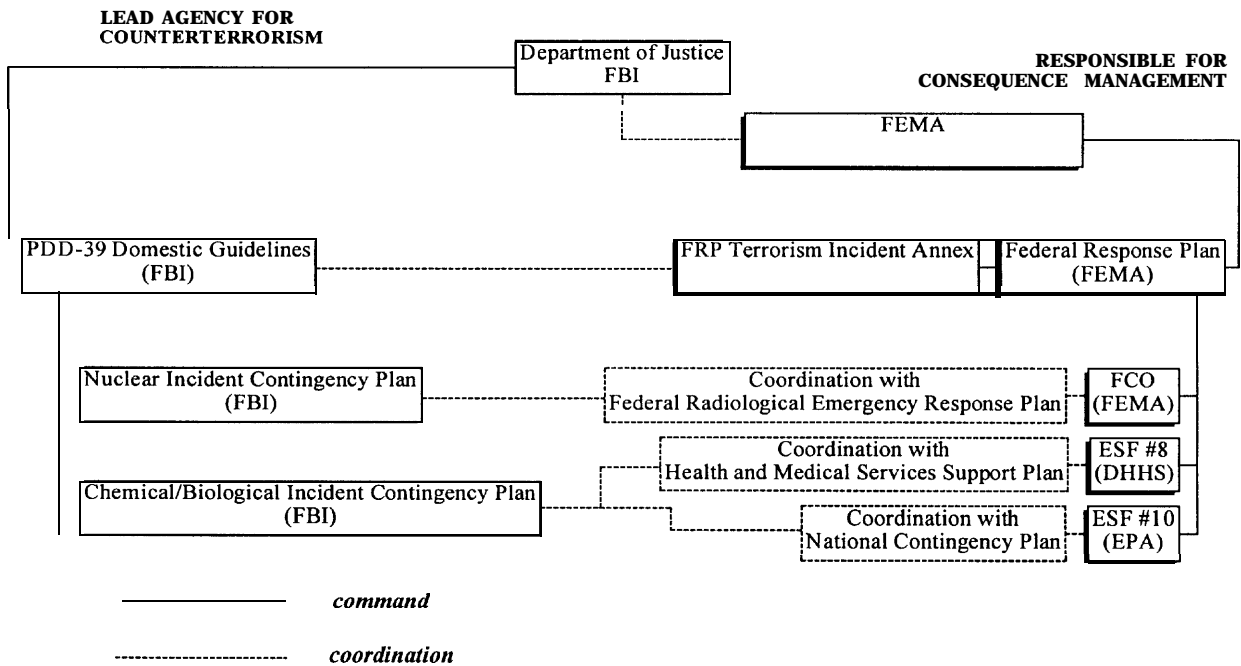 LEAD AGENCY FOR
COUNTERTERRORISM
Department of Justice
FBI
RESPONSIBLE FOR
CONSEQUENCE MANAGEMENT
FEMA
PDD-39 Domestic Guidelines
(FBI)
FRP Terrorism Incident Annex
Federal Response Plan
(FEMA)
Nuclear Incident Contingency Plan
(FBI)
Coordination with
Federal Radiological Emergency Response Plan
FCO
(FEMA)
Chemical/Biological Incident Contingency Plan
(FBI)
Coordination with
Health and Medical Services Support Plan
ESF #8
(DHHS)
Coordination with
National Contingency Plan
ESF #10
(EPA)
command
coordination